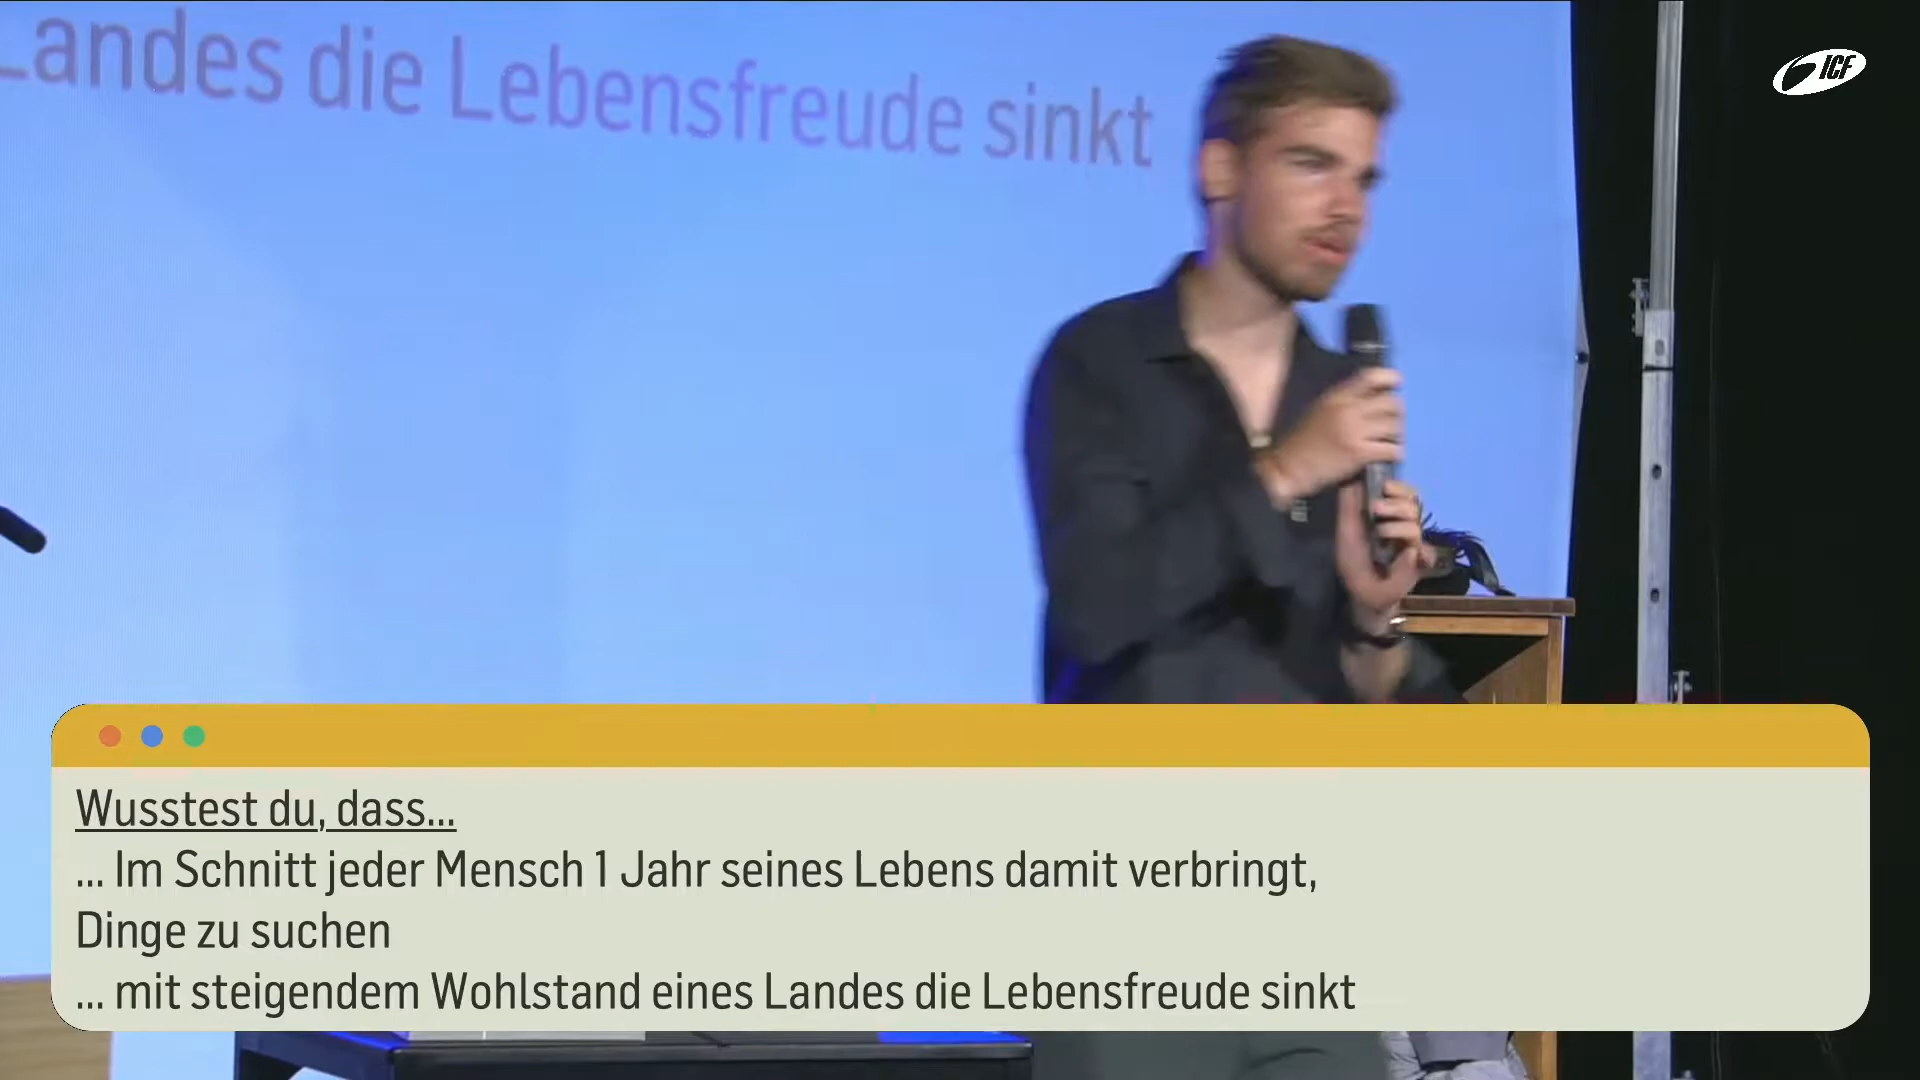 Landes die Lebensfreude sinkt
ICF
Wusstest du, dass...
... Im Schnitt jeder Mensch 1 Jahr seines Lebens damit verbringt,
Dinge zu suchen
... mit steigendem Wohlstand eines Landes die Lebensfreude sinkt